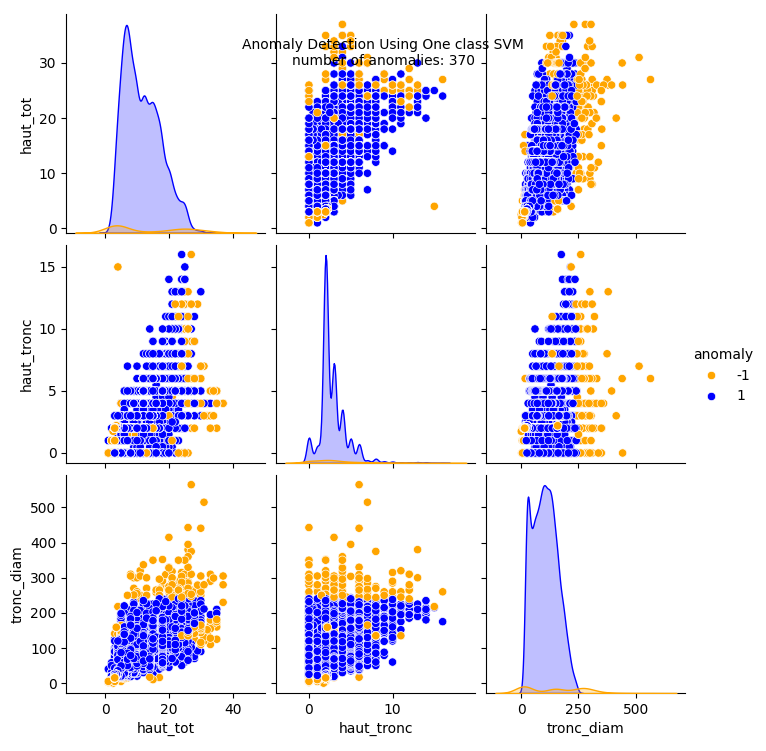 Anomaly Detection Using One class SVM
number of anomalies: 370
haut_tot
30
20
10
0
haut_tronc
15
10
5
0
anomaly
-1
1
tronc_diam
500
400
300
200
100
0
0 20 40
haut_tot
0 10
haut_tronc
0 250 500
tronc_diam